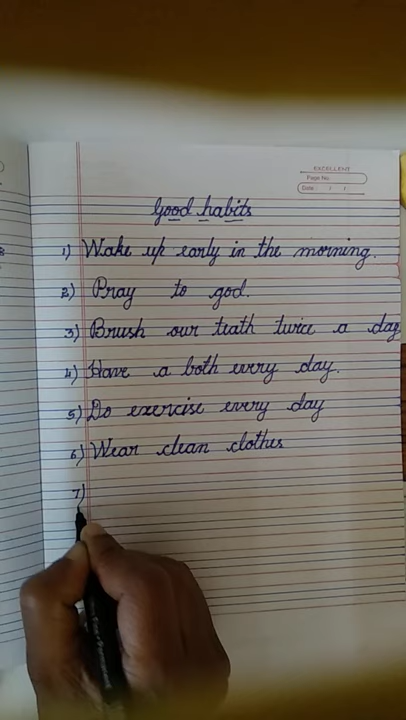 EXCELLENT
Page No.
Date : / /
Good habits
1) Wake up early in the morning.
2) Pray to god.
3) Brush our teath twice a day
4) Have a both every day.
5) Do exercise every day
6) Wear clean clothes
7)